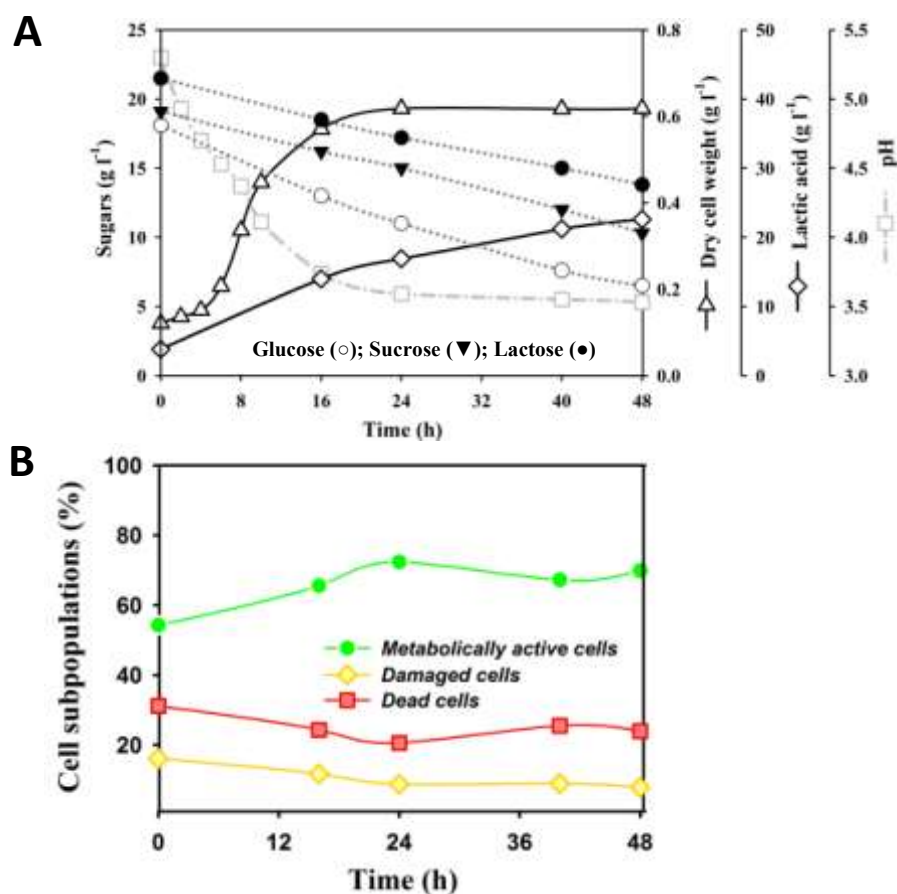 A
25
20
15
10
5
0
Sugars (g l⁻¹)
0 8 16 24 32 40 48
Time (h)
0.8
0.6
0.4
0.2
0.0
Dry cell weight (g l⁻¹)
50
40
30
20
10
0
Lactic acid (g l⁻¹)
5.5
5.0
4.5
4.0
3.5
3.0
pH
Glucose (○); Sucrose (▼); Lactose (●)
B
100
80
60
40
20
Cell subpopulations (%)
Metabolically active cells
Damaged cells
Dead cells
0 12 24 36 48
Time (h)